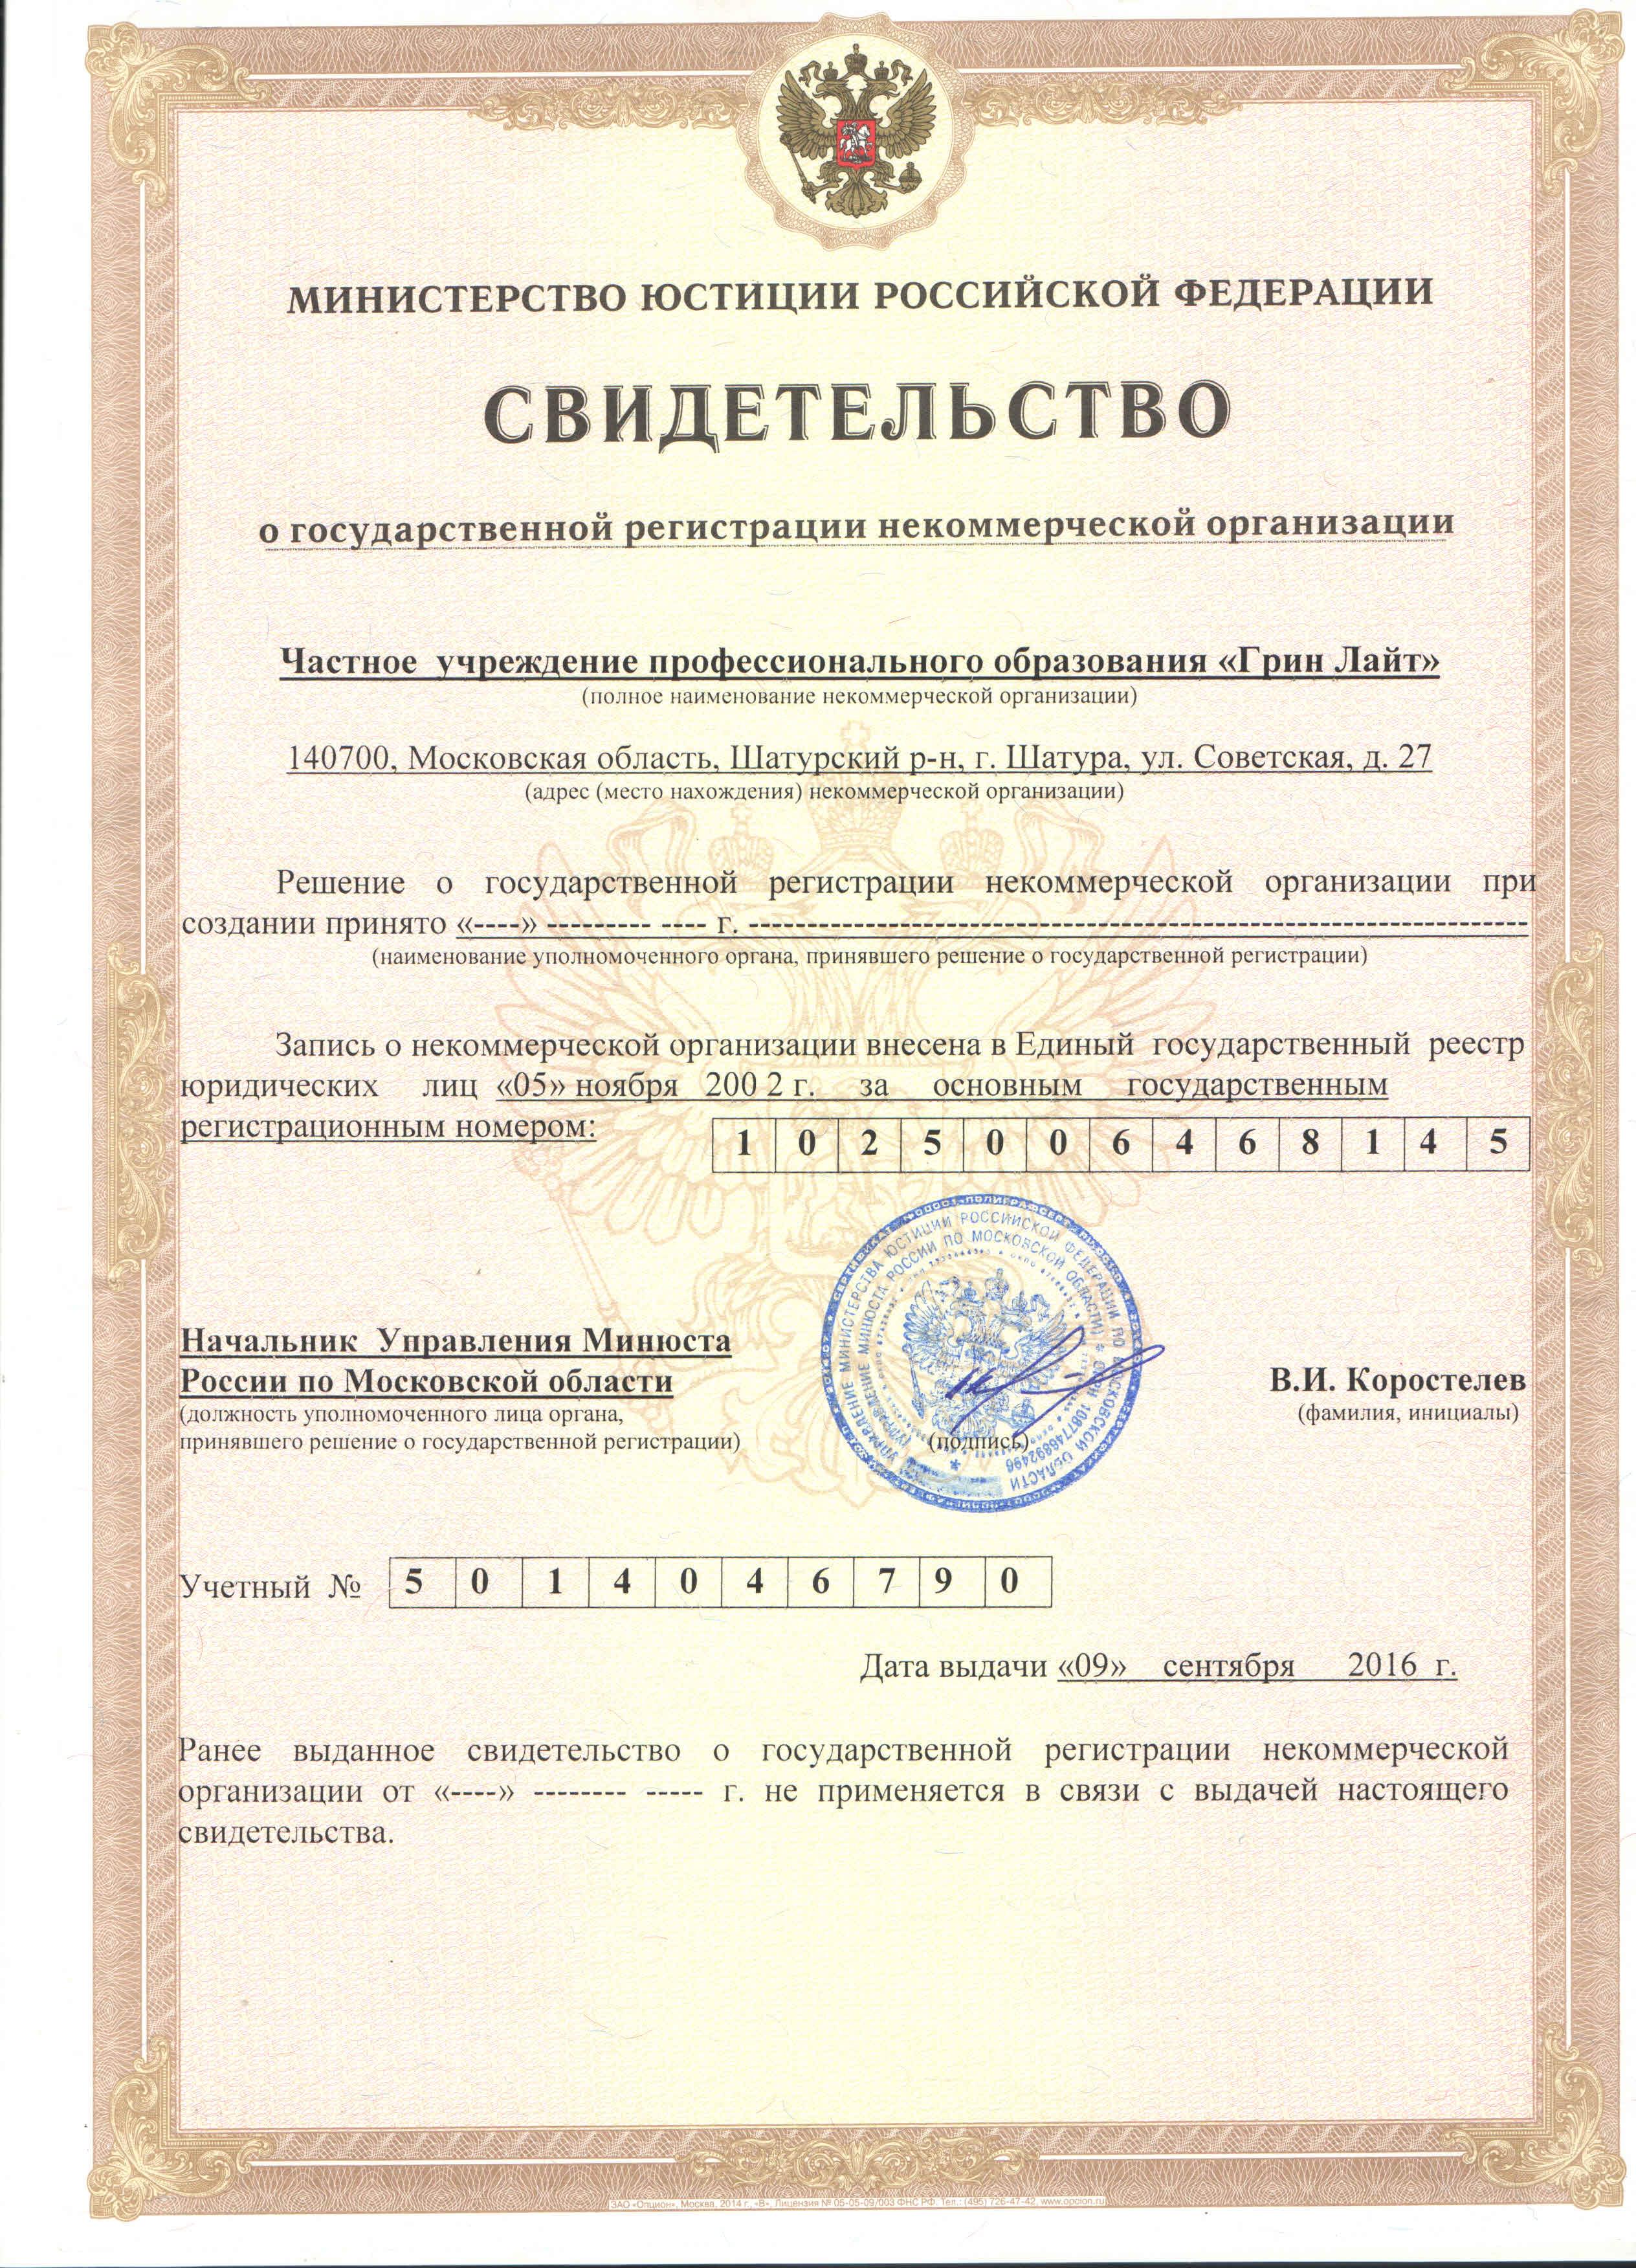 МИНИСТЕРСТВО ЮСТИЦИИ РОССИЙСКОЙ ФЕДЕРАЦИИ
СВИДЕТЕЛЬСТВО
о государственной регистрации некоммерческой организации
Частное учреждение профессионального образования «Грин Лайт»
(полное наименование некоммерческой организации)
140700, Московская область, Шатурский р-н, г. Шатура, ул. Советская, д. 27
(адрес (место нахождения) некоммерческой организации)
Решение о государственной регистрации некоммерческой организации при
создании принято «----» --------- ---- г. --------------------------------------------------------------------
(наименование уполномоченного органа, принявшего решение о государственной регистрации)
Запись о некоммерческой организации внесена в Единый государственный реестр
юридических лиц «05» ноября 200 2 г. за основным государственным
регистрационным номером: 1 0 2 5 0 0 6 4 6 8 1 4 5
Начальник Управления Минюста
России по Московской области
В.И. Коростелев
(должность уполномоченного лица органа,
принявшего решение о государственной регистрации)
(подпись)
(фамилия, инициалы)
УПРАВЛЕНИЕ МИНИСТЕРСТВА ЮСТИЦИИ РОССИЙСКОЙ ФЕДЕРАЦИИ ПО МОСКОВСКОЙ ОБЛАСТИ
(УПРАВЛЕНИЕ МИНЮСТА РОССИИ ПО МОСКОВСКОЙ ОБЛАСТИ) * ОГРН 1087746892496 *
Учетный № 5 0 1 4 0 4 6 7 9 0
Дата выдачи «09» сентября 2016 г.
Ранее выданное свидетельство о государственной регистрации некоммерческой
организации от «----» -------- ----- г. не применяется в связи с выдачей настоящего
свидетельства.
ЗАО «Опцион», Москва, 2014 г., «В», Лицензия № 05-05-09/003 ФНС РФ. Тел.: (495) 726-47-42, www.opcion.ru